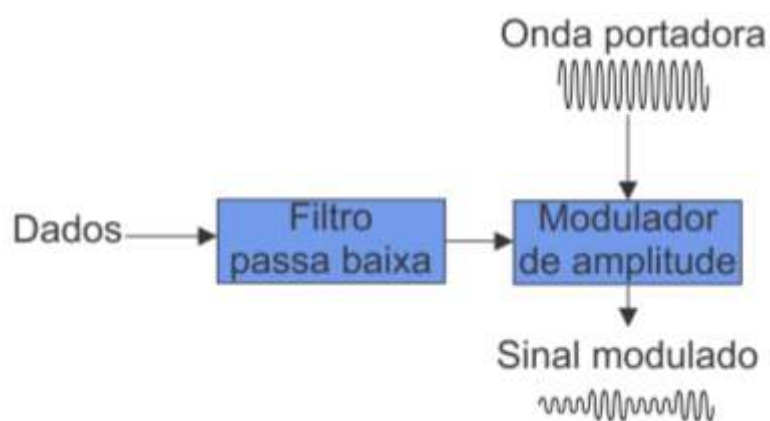 Onda portadora
Dados
Filtro
passa baixa
Modulador
de amplitude
Sinal modulado